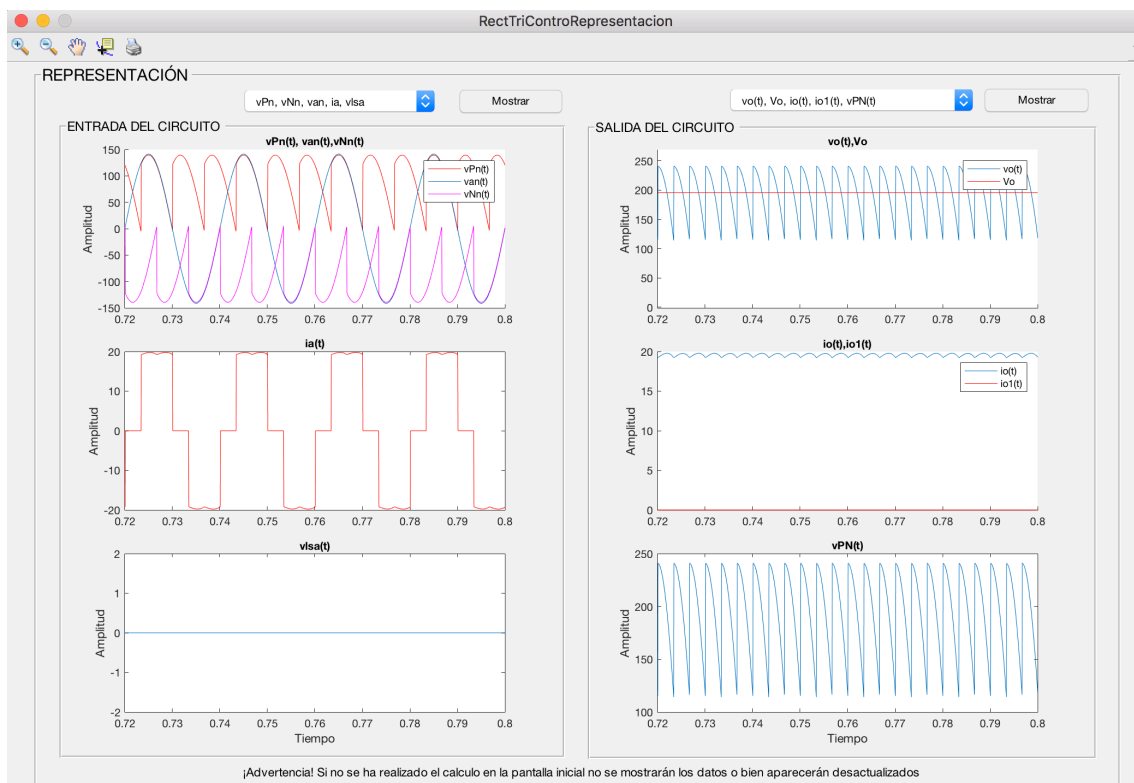 RectTriControRepresentacion
REPRESENTACIÓN
vPn, vNn, van, ia, vlsa
Mostrar
vo(t), Vo, io(t), io1(t), vPN(t)
Mostrar
ENTRADA DEL CIRCUITO
vPn(t), van(t),vNn(t)
150
100
50
0
-50
-100
-150
Amplitud
vPn(t)
van(t)
vNn(t)
0.72 0.73 0.74 0.75 0.76 0.77 0.78 0.79 0.8
ia(t)
20
10
0
-10
-20
Amplitud
0.72 0.73 0.74 0.75 0.76 0.77 0.78 0.79 0.8
vlsa(t)
2
1
0
-1
-2
Amplitud
0.72 0.73 0.74 0.75 0.76 0.77 0.78 0.79 0.8
Tiempo
SALIDA DEL CIRCUITO
vo(t),Vo
250
200
150
100
50
0
Amplitud
vo(t)
Vo
0.72 0.73 0.74 0.75 0.76 0.77 0.78 0.79 0.8
io(t),io1(t)
20
15
10
5
0
Amplitud
io(t)
io1(t)
0.72 0.73 0.74 0.75 0.76 0.77 0.78 0.79 0.8
vPN(t)
250
200
150
100
Amplitud
0.72 0.73 0.74 0.75 0.76 0.77 0.78 0.79 0.8
Tiempo
¡Advertencia! Si no se ha realizado el calculo en la pantalla inicial no se mostrarán los datos o bien aparecerán desactualizados